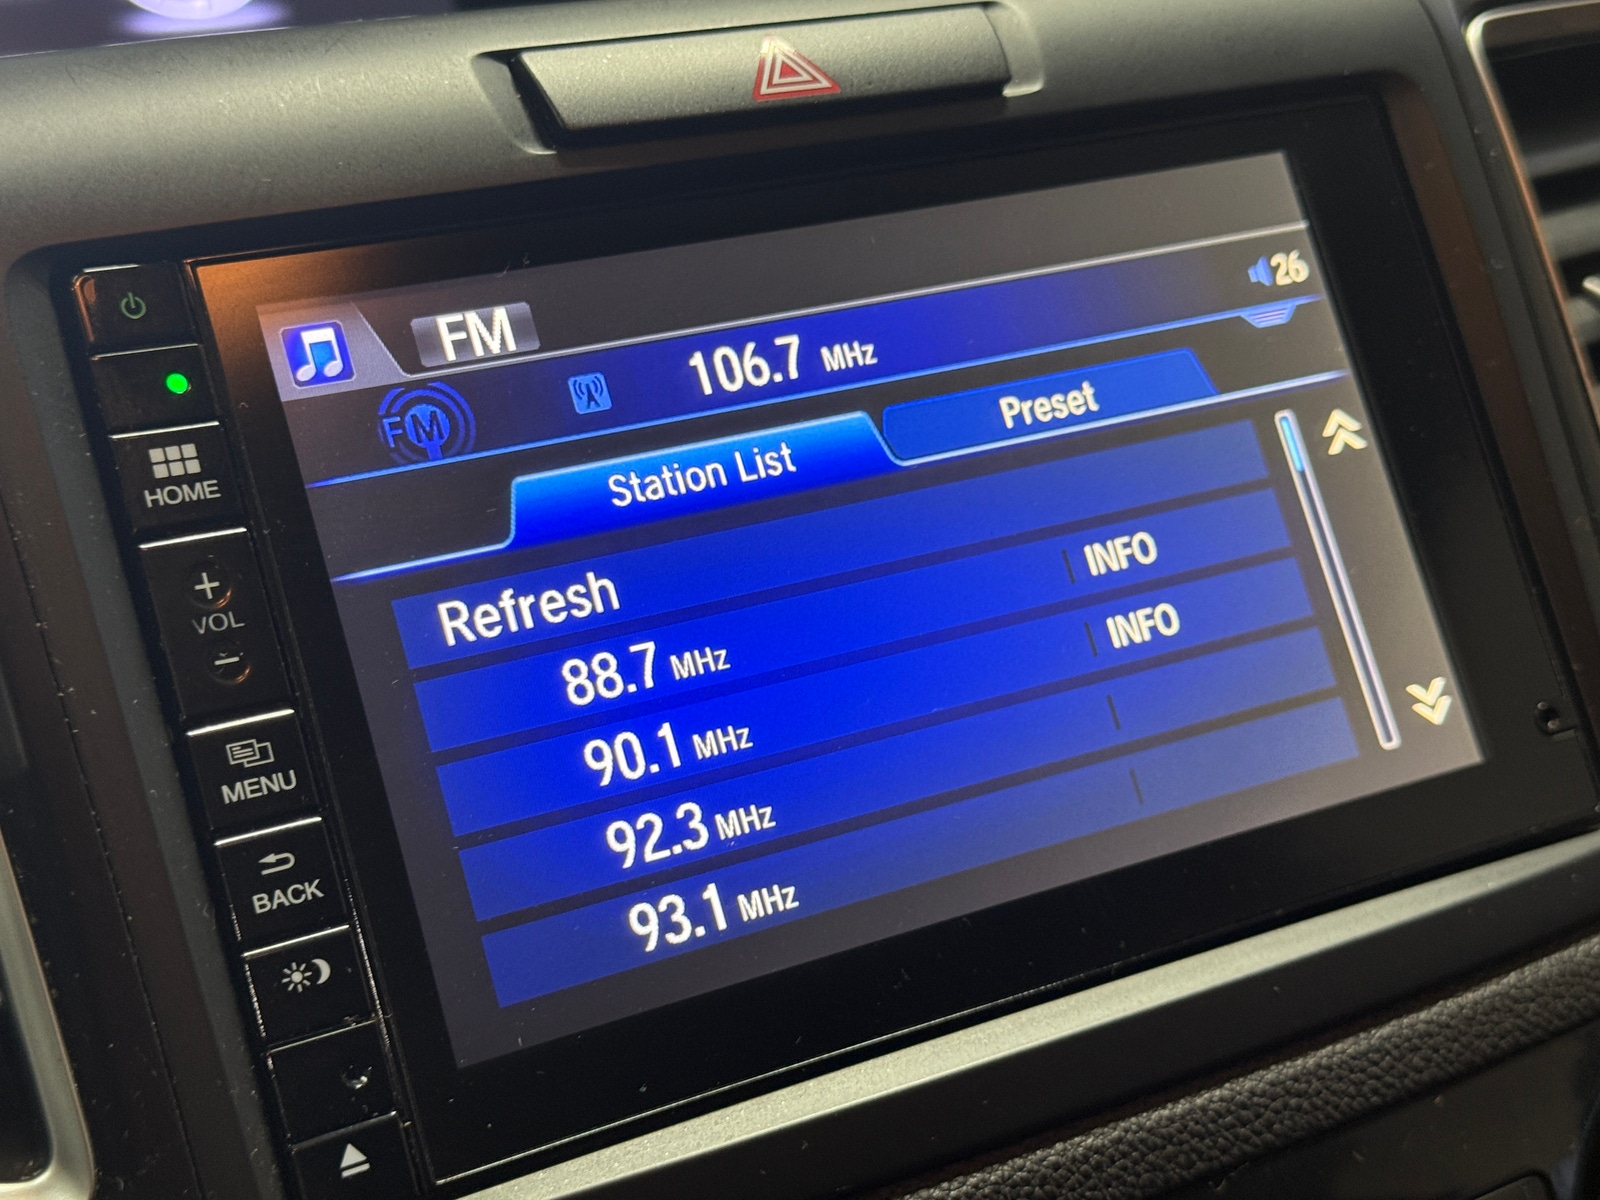 FM
26
FM
106.7 MHz
Station List
Preset
Refresh
88.7 MHz
INFO
90.1 MHz
INFO
92.3 MHz
93.1 MHz
HOME
+
VOL
−
MENU
BACK